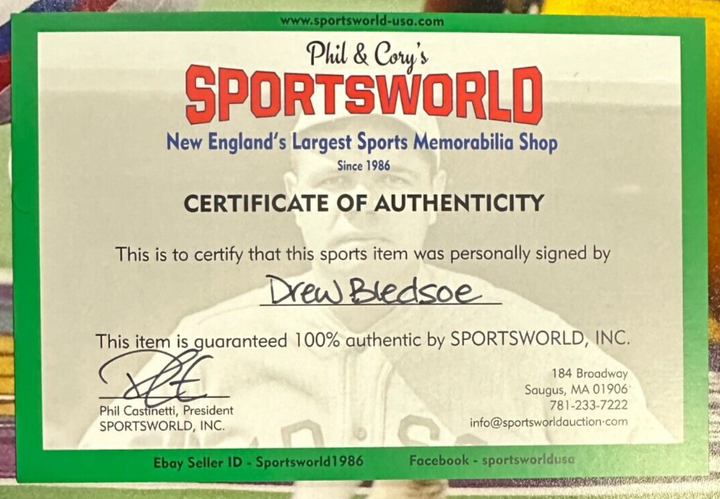 www.sportsworld-usa.com
Phil & Cory's
SPORTSWORLD
New England's Largest Sports Memorabilia Shop
Since 1986
CERTIFICATE OF AUTHENTICITY
This is to certify that this sports item was personally signed by
Drew Bledsoe
This item is guaranteed 100% authentic by SPORTSWORLD, INC.
Phil Castinetti, President
SPORTSWORLD, INC.
184 Broadway
Saugus, MA 01906
781-233-7222
info@sportsworldauction.com
Ebay Seller ID - Sportsworld1986
Facebook - sportsworldusa